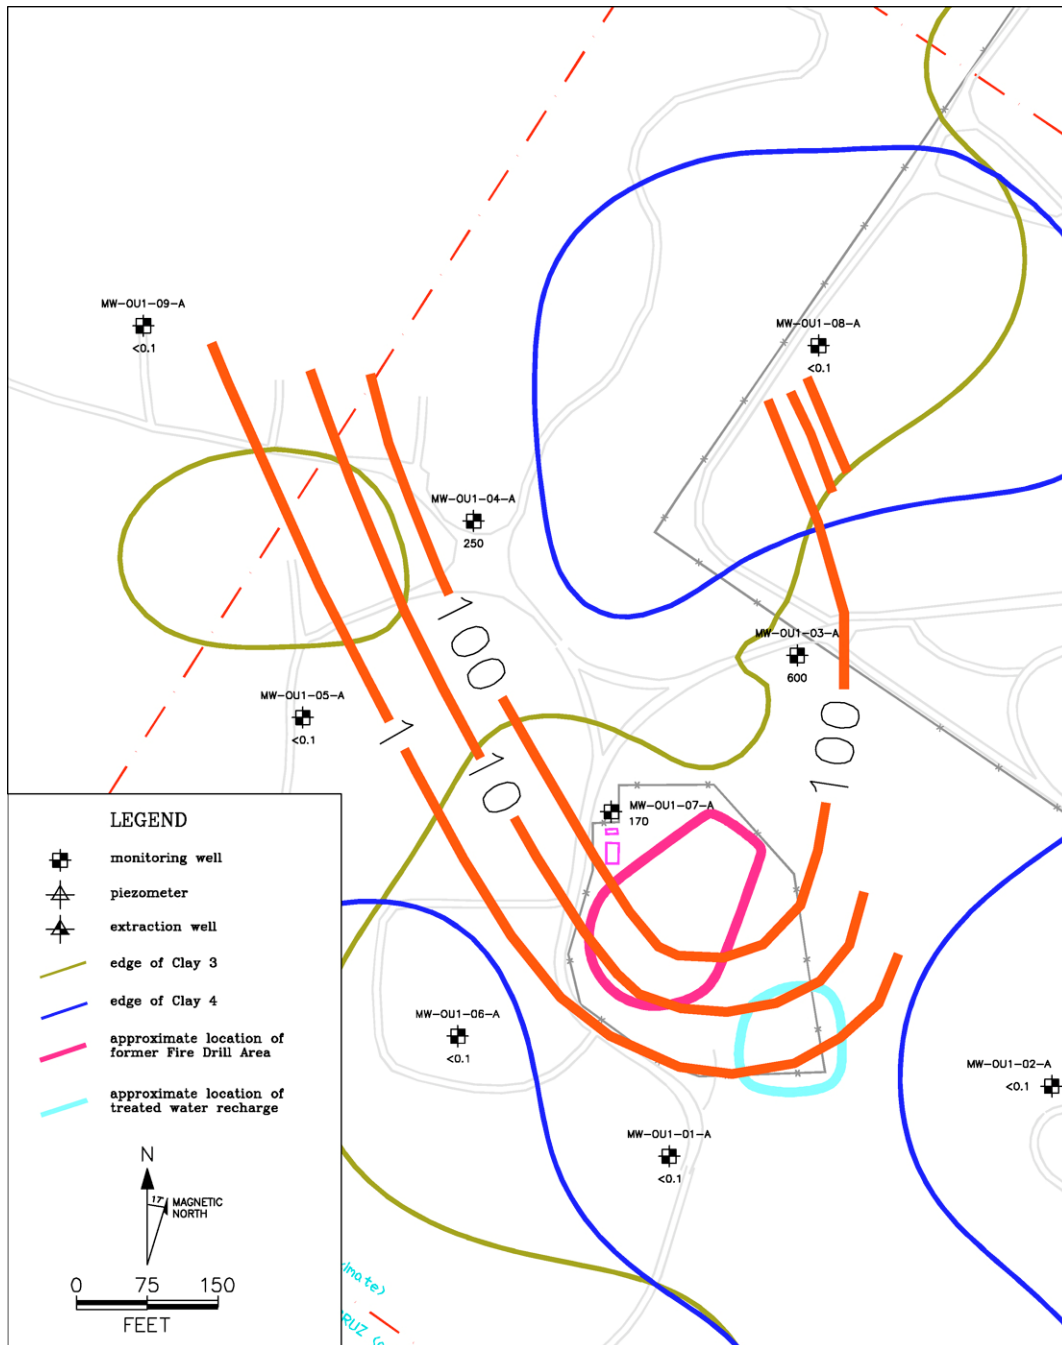 MW-OU1-09-A
<0.1
MW-OU1-08-A
<0.1
MW-OU1-04-A
250
100
MW-OU1-03-A
600
MW-OU1-05-A
<0.1
1
10
100
MW-OU1-07-A
170
LEGEND
monitoring well
piezometer
extraction well
edge of Clay 3
edge of Clay 4
approximate location of
former Fire Drill Area
approximate location of
treated water recharge
N
17°
MAGNETIC
NORTH
0 75 150
FEET
MW-OU1-06-A
<0.1
MW-OU1-02-A
<0.1
MW-OU1-01-A
<0.1
imate)
RUZ